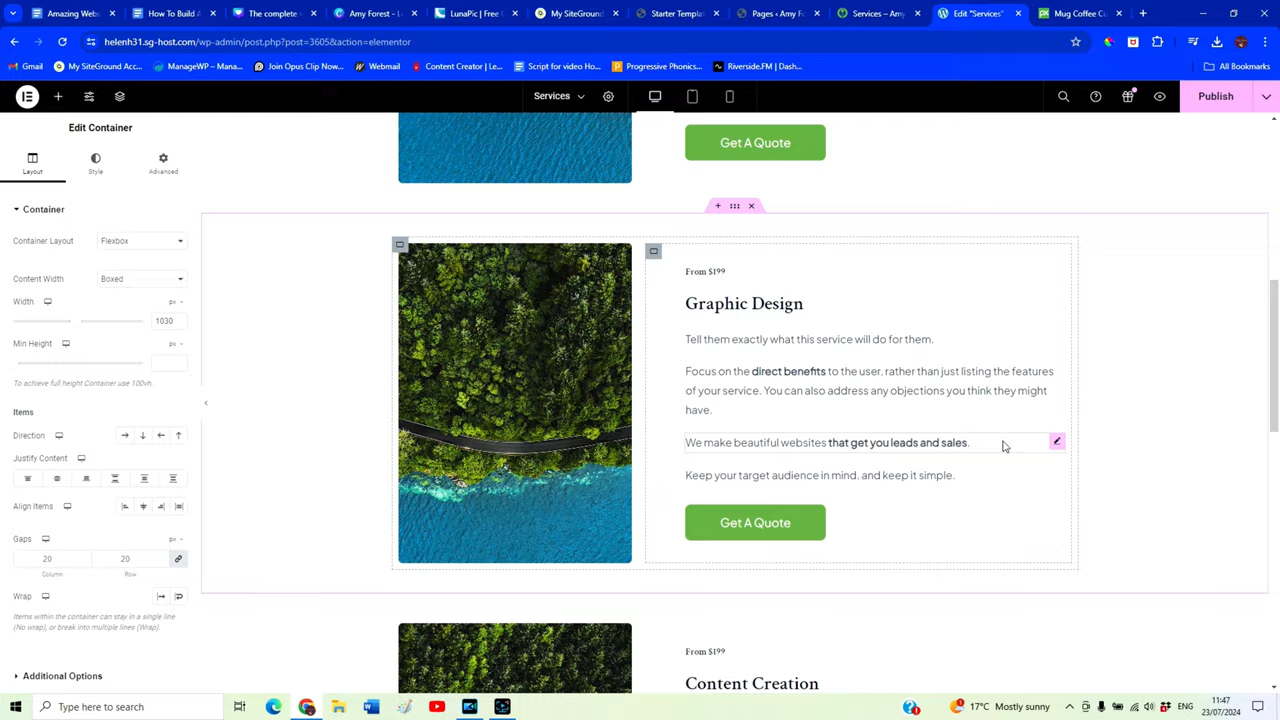 Amazing Webs
How To Build A
The complete v
Amy Forest - L
LunaPic | Free
My SiteGround
Starter Templat
Pages ‹ Amy Fo
Services – Amy
Edit "Services"
Mug Coffee Cu
helenh31.sg-host.com/wp-admin/post.php?post=3605&action=elementor
Gmail
My SiteGround Acc...
ManageWP – Mana...
Join Opus Clip Now...
Webmail
Content Creator | Le...
Script for video Ho...
Progressive Phonics...
Riverside.FM | Dash...
All Bookmarks
Services
Publish
Edit Container
Layout
Style
Advanced
Container
Container Layout
Flexbox
Content Width
Boxed
Width
px
1030
Min Height
px
To achieve full height Container use 100vh.
Items
Direction
Justify Content
Align Items
Gaps
px
20
20
Column
Row
Wrap
Items within the container can stay in a single line
(No wrap), or break into multiple lines (Wrap).
Additional Options
Get A Quote
From $199
Graphic Design
Tell them exactly what this service will do for them.
Focus on the direct benefits to the user, rather than just listing the features
of your service. You can also address any objections you think they might
have.
We make beautiful websites that get you leads and sales.
Keep your target audience in mind, and keep it simple.
Get A Quote
From $199
Content Creation
Type here to search
17°C Mostly sunny
ENG
11:47
23/07/2024